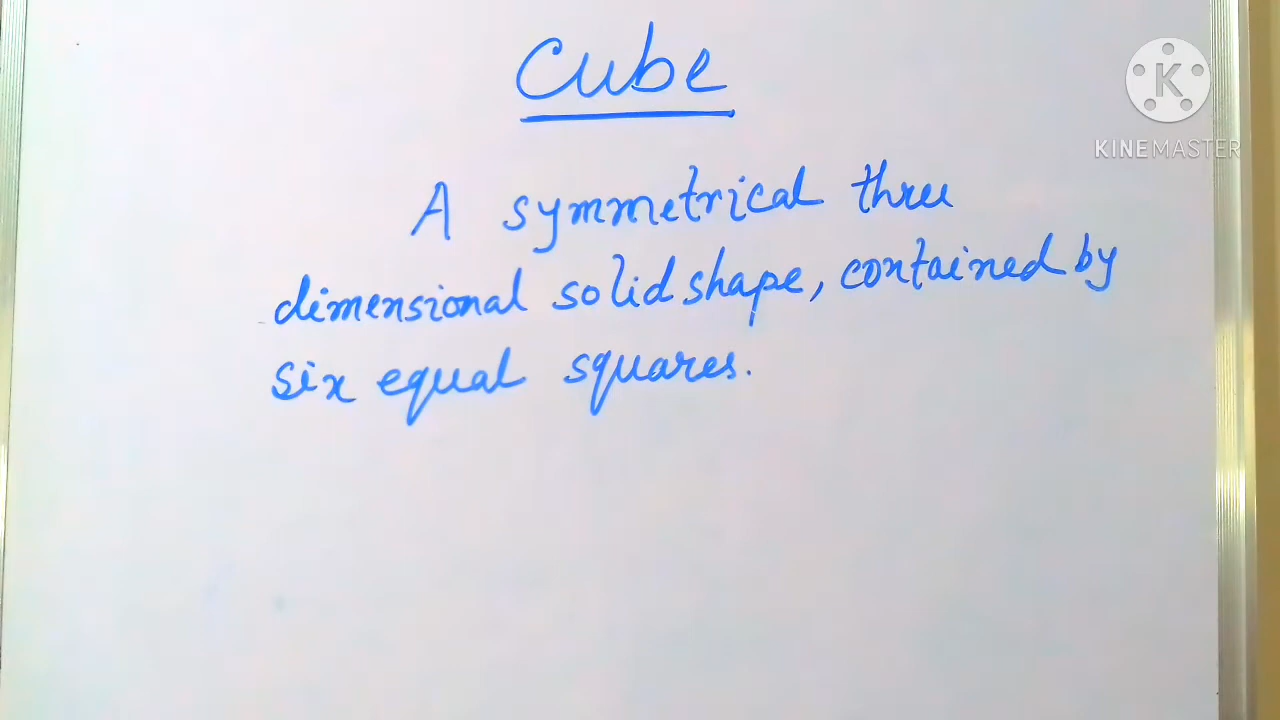 Cube
K
KINEMASTER
A symmetrical three
dimensional solid shape, contained by
six equal squares.